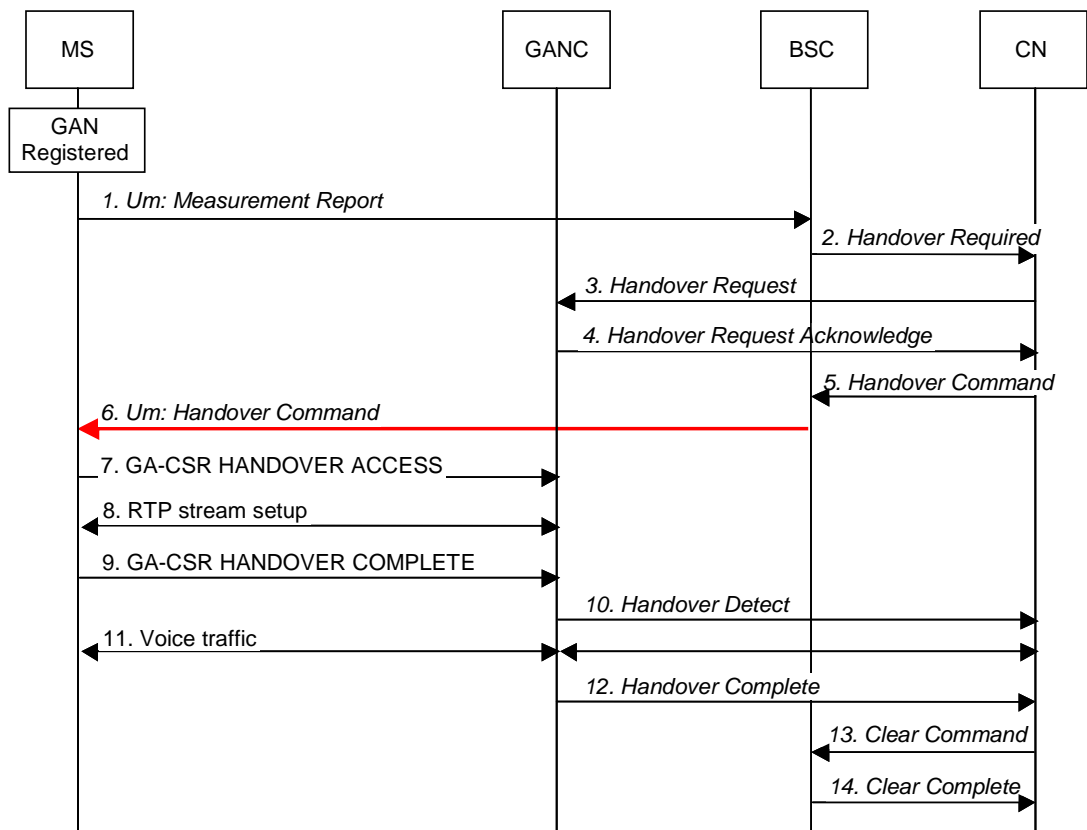 MS
GANC
BSC
CN
GAN
Registered
1. Um: Measurement Report
2. Handover Required
3. Handover Request
4. Handover Request Acknowledge
5. Handover Command
6. Um: Handover Command
7. GA-CSR HANDOVER ACCESS
8. RTP stream setup
9. GA-CSR HANDOVER COMPLETE
10. Handover Detect
11. Voice traffic
12. Handover Complete
13. Clear Command
14. Clear Complete